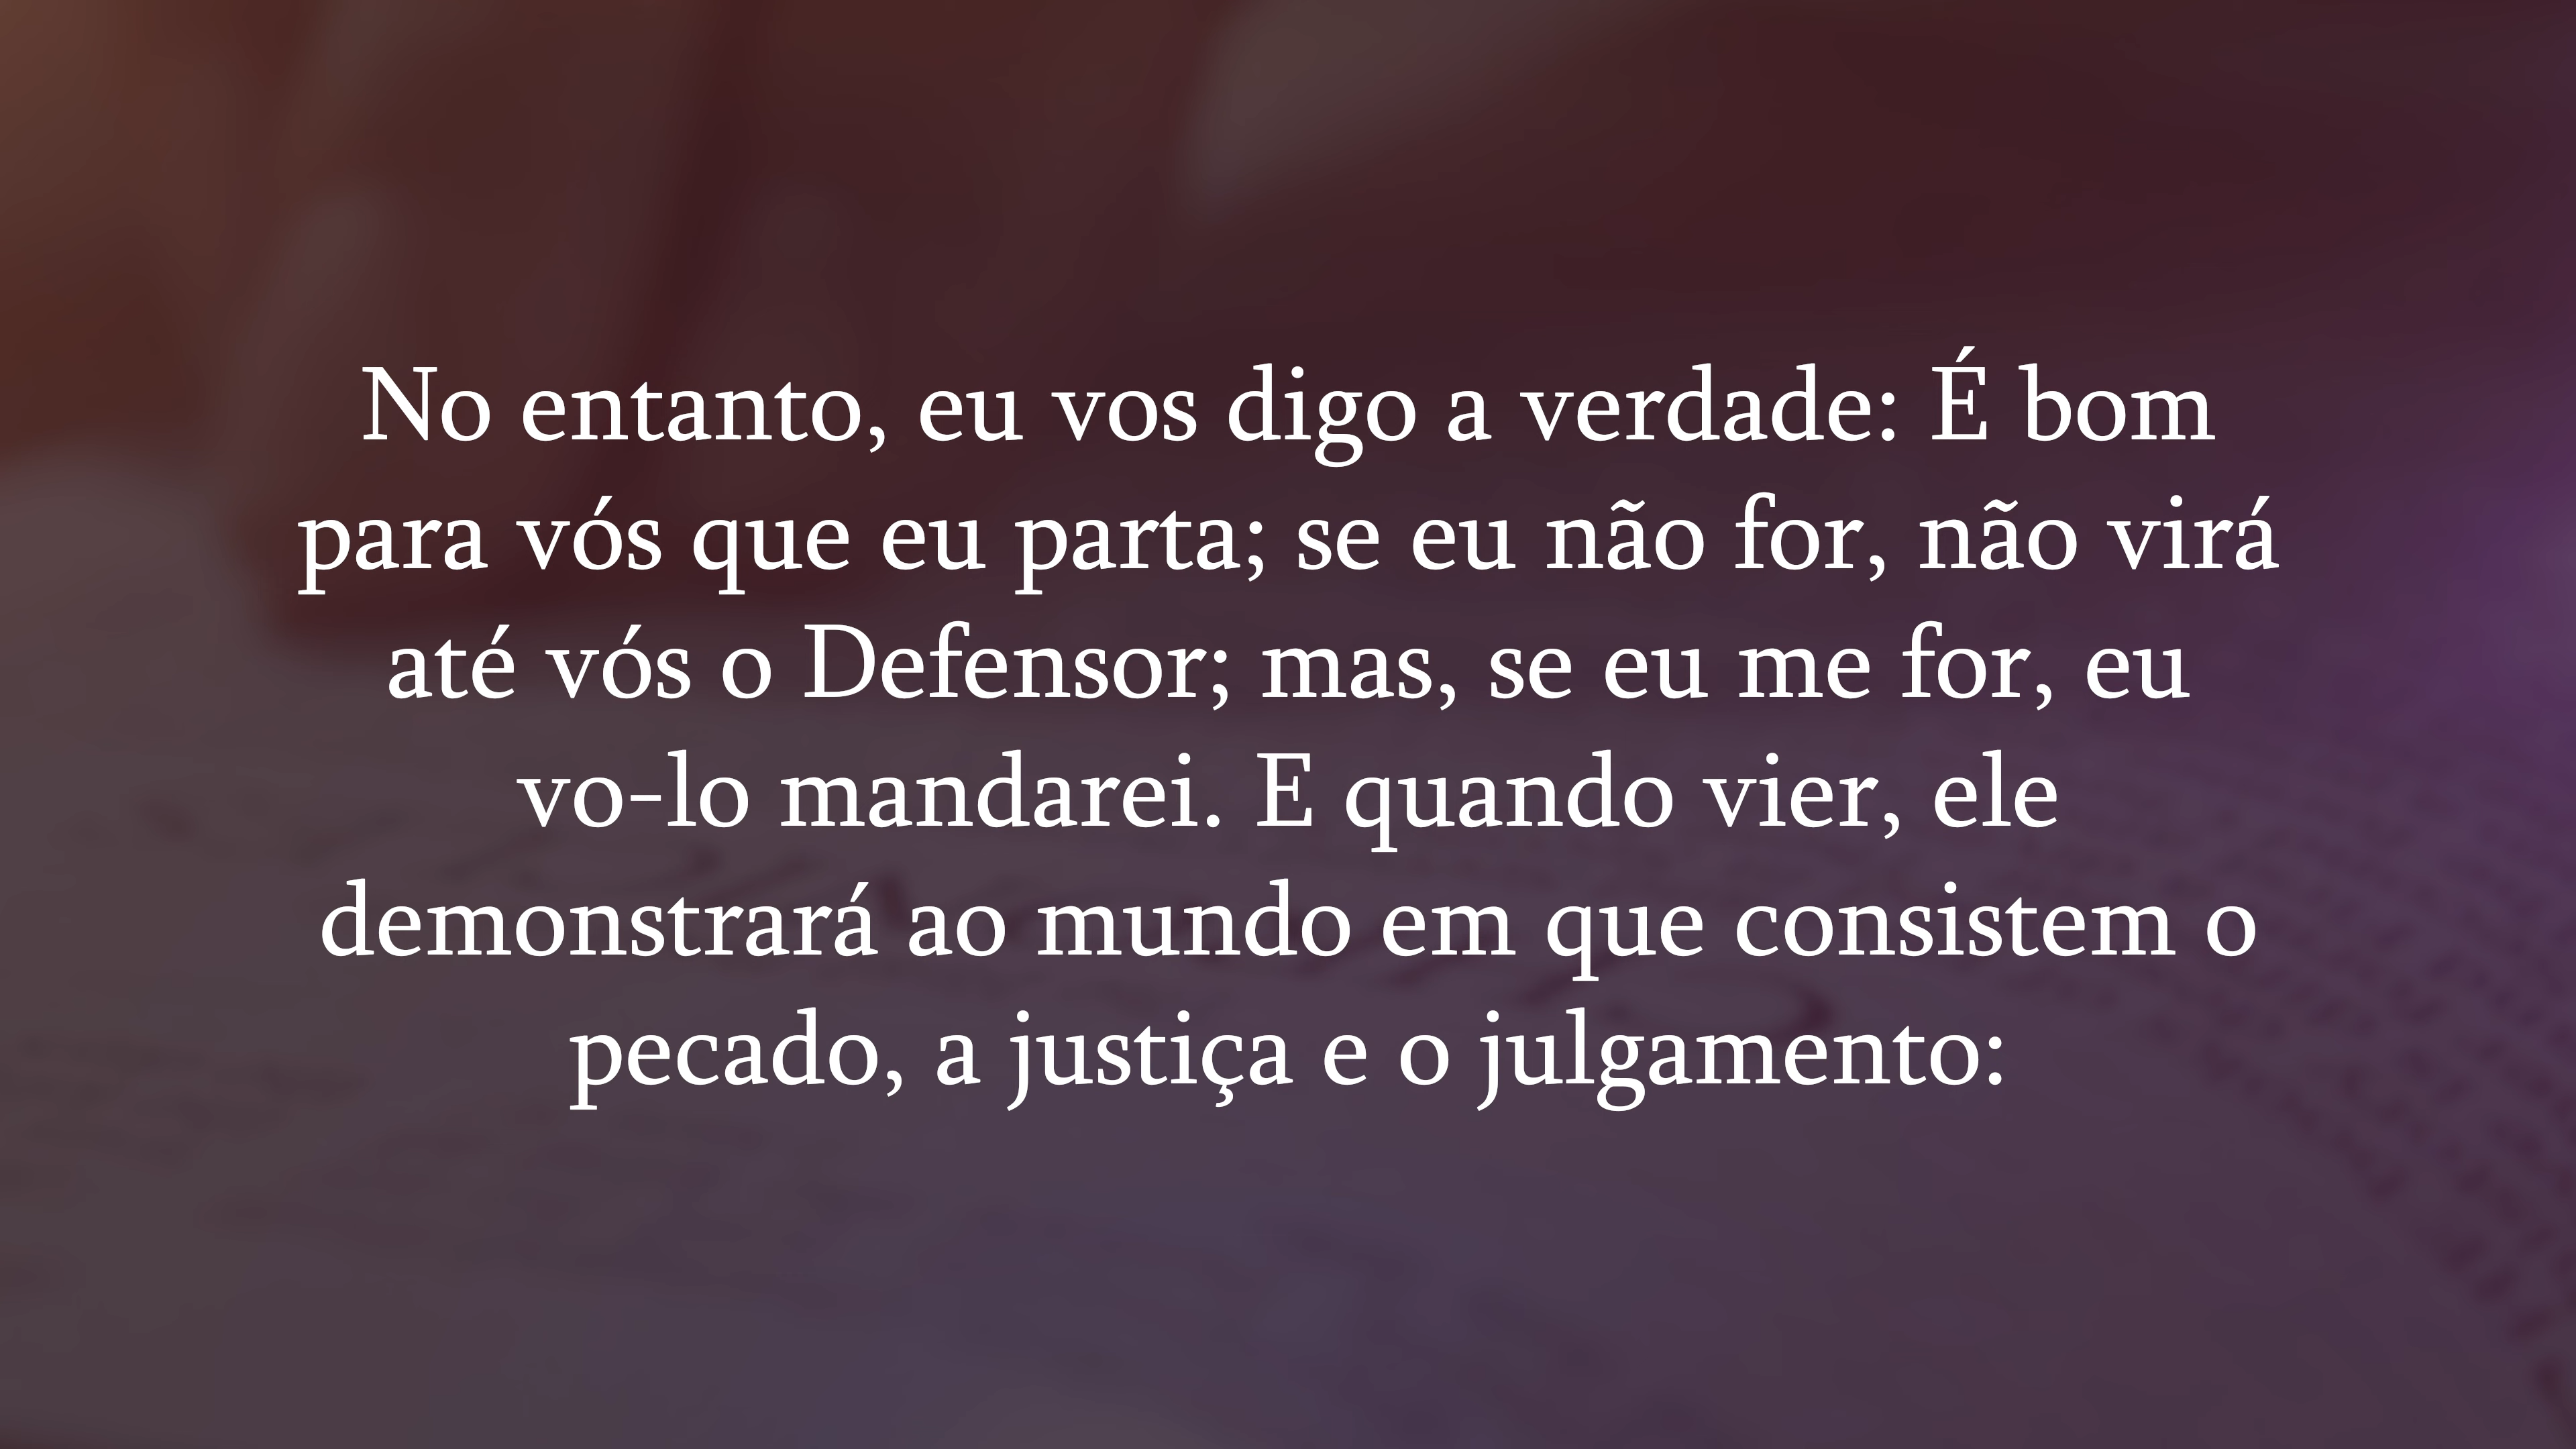 No entanto, eu vos digo a verdade: É bom
para vós que eu parta; se eu não for, não virá
até vós o Defensor; mas, se eu me for, eu
vo-lo mandarei. E quando vier, ele
demonstrará ao mundo em que consistem o
pecado, a justiça e o julgamento: